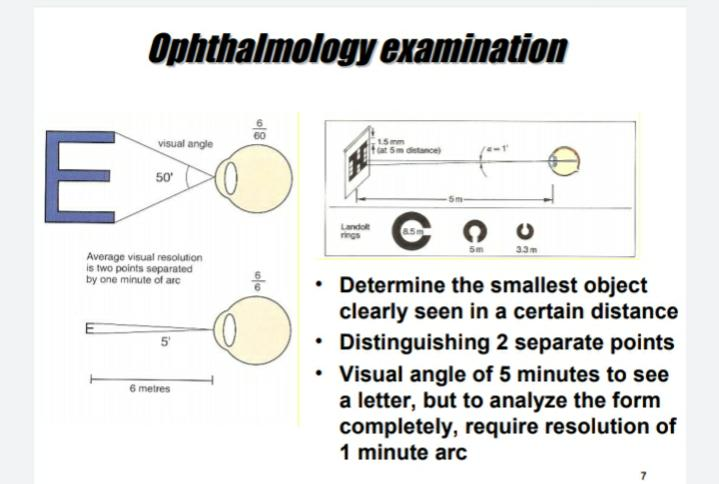 Ophthalmology examination
6
60
visual angle
50'
Average visual resolution
is two points separated
by one minute of arc
6
6
E
5'
6 metres
1.5 mm
(at 5 m distance)
α = 1'
5 m
Landolt
rings
8.5 m
5 m
3.3 m
• Determine the smallest object
clearly seen in a certain distance
• Distinguishing 2 separate points
• Visual angle of 5 minutes to see
a letter, but to analyze the form
completely, require resolution of
1 minute arc
7